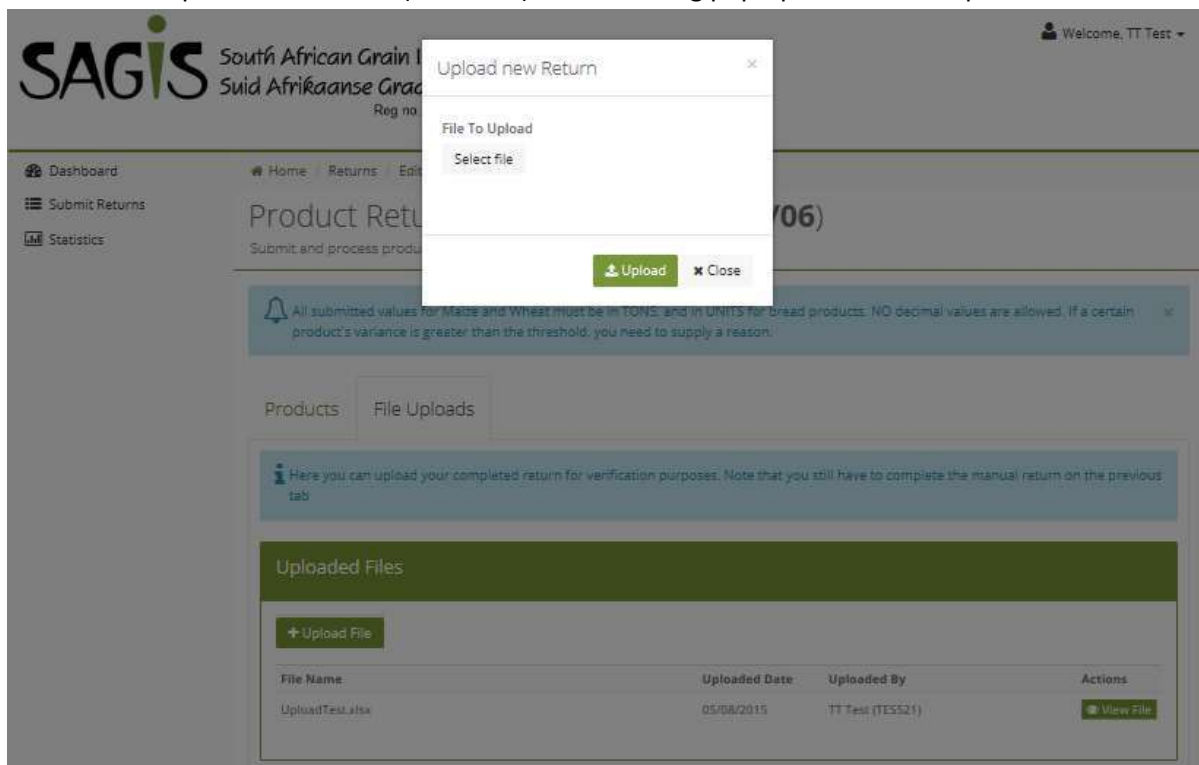 Welcome, TT Test
SAGIS
South African Grain I
Suid Afrikaanse Graa
Reg no
Upload new Return
×
File To Upload
Select file
Upload
Close
Dashboard
Submit Returns
Statistics
Home / Returns / Edit
Product Retu
/06)
Submit and process produ
All submitted values for Maize and Wheat must be in TONS, and in UNITS for bread products. NO decimal values are allowed. If a certain
product's variance is greater than the threshold, you need to supply a reason.
×
Products
File Uploads
Here you can upload your completed return for verification purposes. Note that you still have to complete the manual return on the previous
tab
Uploaded Files
+ Upload File
File Name Uploaded Date Uploaded By Actions
UploadTest.xlsx 05/08/2015 TT Test (TES521) View File